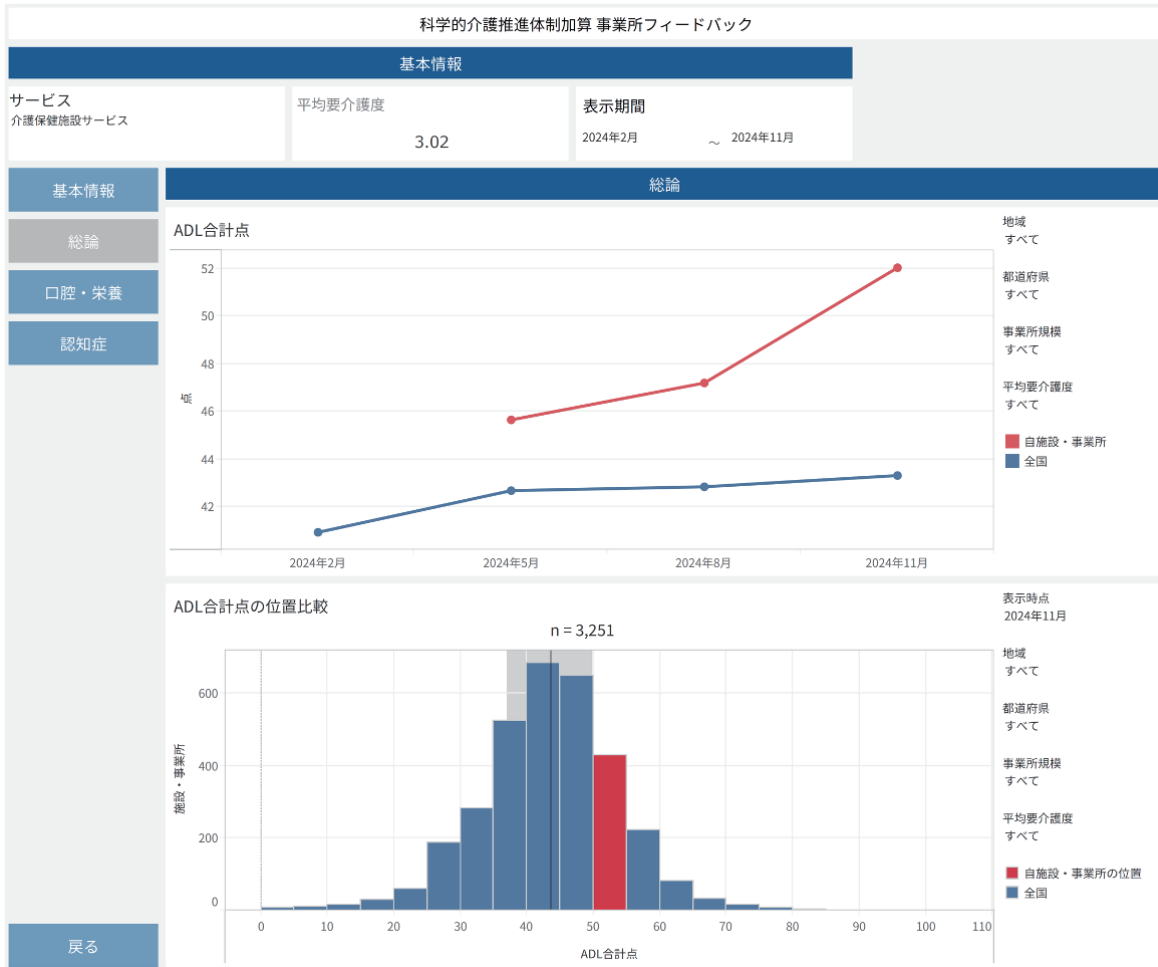 科学的介護推進体制加算 事業所フィードバック
基本情報
サービス
介護保健施設サービス
平均要介護度
3.02
表示期間
2024年2月 ～ 2024年11月
基本情報
総論
口腔・栄養
認知症
戻る
総論
ADL合計点
点
52
50
48
46
44
42
2024年2月 2024年5月 2024年8月 2024年11月
地域
すべて
都道府県
すべて
事業所規模
すべて
平均要介護度
すべて
自施設・事業所
全国
ADL合計点の位置比較
n = 3,251
施設・事業所
600
400
200
0
0 10 20 30 40 50 60 70 80 90 100 110
ADL合計点
表示時点
2024年11月
地域
すべて
都道府県
すべて
事業所規模
すべて
平均要介護度
すべて
自施設・事業所の位置
全国